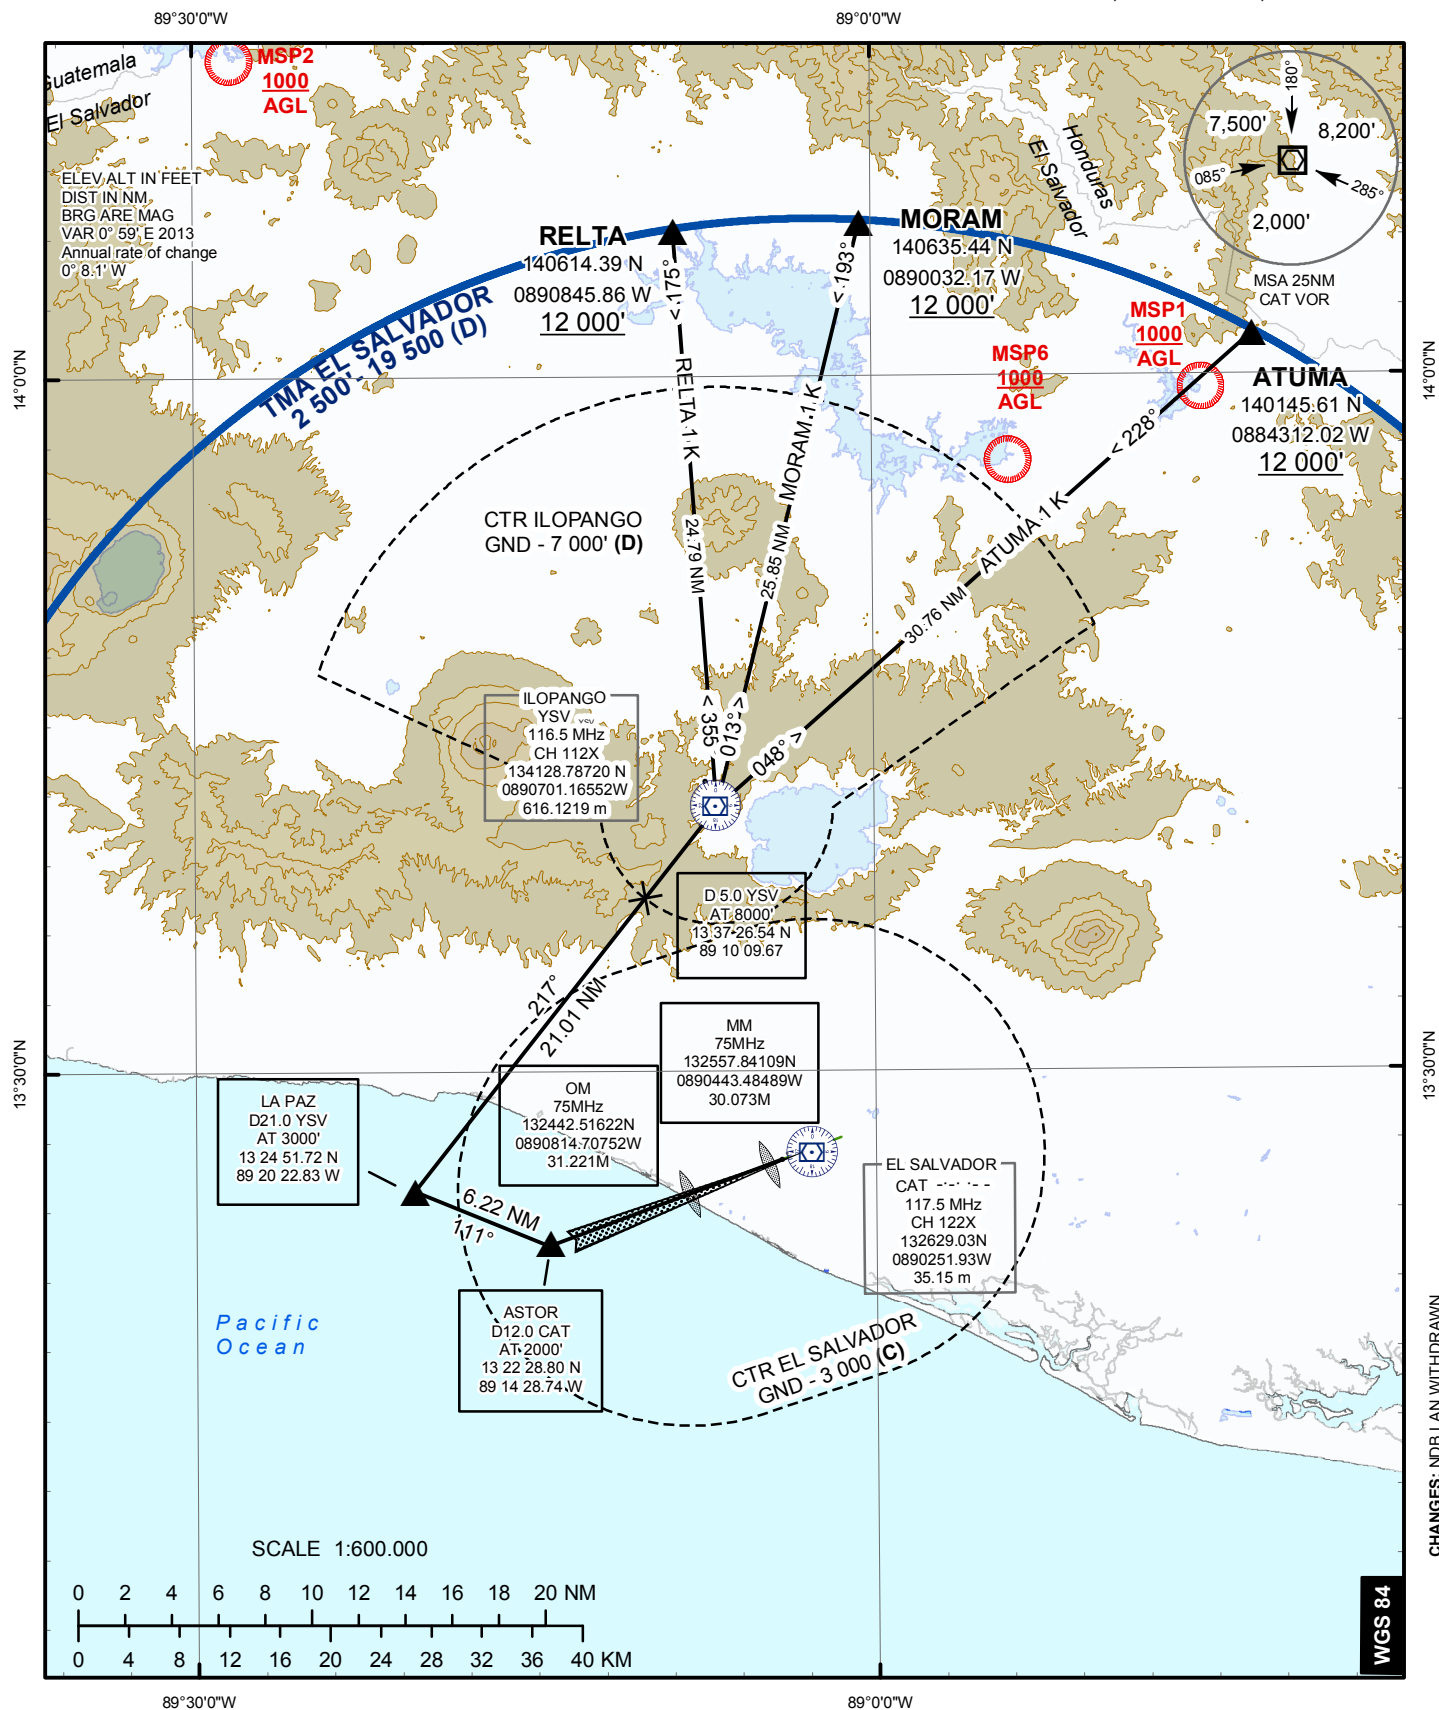 89°30'0"W
89°0'0"W
Guatemala
El Salvador
MSP2
1000
AGL
Honduras
El Salvador
180°
7,500'
8,200'
085°
285°
2,000'
MSA 25NM
CAT VOR
ELEV ALT IN FEET
DIST IN NM
BRG ARE MAG
VAR 0° 59' E 2013
Annual rate of change
0° 8.1' W
RELTA
140614.39 N
0890845.86 W
12 000'
MORAM
140635.44 N
0890032.17 W
12 000'
TMA EL SALVADOR
2 500' - 19 500 (D)
MSP1
1000
AGL
MSP6
1000
AGL
ATUMA
140145.61 N
0884312.02 W
12 000'
14°0'0"N
14°0'0"N
< 175°
RELTA 1 K
24.79 NM
< 355
< 193°
MORAM 1 K
25.85 NM
013° >
< 228°
ATUMA 1 K
30.76 NM
048° >
CTR ILOPANGO
GND - 7 000' (D)
ILOPANGO
YSV YSV
116.5 MHz
CH 112X
134128.78720 N
0890701.16552W
616.1219 m
D 5.0 YSV
AT 8000'
13 37 26.54 N
89 10 09.67
217°
21.01 NM
MM
75MHz
132557.84109N
0890443.48489W
30.073M
13°30'0"N
13°30'0"N
OM
75MHz
132442.51622N
0890814.70752W
31.221M
LA PAZ
D21.0 YSV
AT 3000'
13 24 51.72 N
89 20 22.83 W
6.22 NM
111°
EL SALVADOR
CAT -·-· ·- -
117.5 MHz
CH 122X
132629.03N
0890251.93W
35.15 m
ASTOR
D12.0 CAT
AT 2000'
13 22 28.80 N
89 14 28.74 W
Pacific
Ocean
CTR EL SALVADOR
GND - 3 000 (C)
SCALE 1:600.000
0 2 4 6 8 10 12 14 16 18 20 NM
0 4 8 12 16 20 24 28 32 36 40 KM
CHANGES: NDB LAN WITHDRAWN
WGS 84
89°30'0"W
89°0'0"W